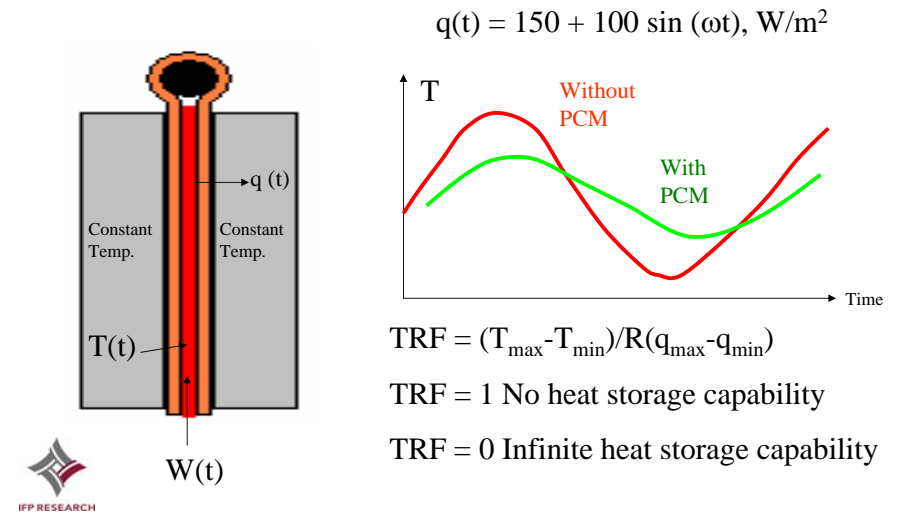 q(t) = 150 + 100 sin (ωt), W/m²
T
Without
PCM
With
PCM
Time
q (t)
Constant
Temp.
Constant
Temp.
T(t)
W(t)
TRF = (Tmax-Tmin)/R(qmax-qmin)
TRF = 1 No heat storage capability
TRF = 0 Infinite heat storage capability
IFP RESEARCH